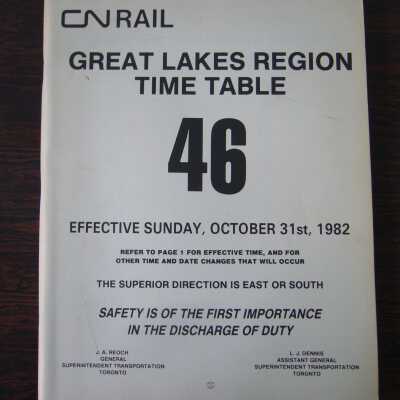 CN RAIL
GREAT LAKES REGION
TIME TABLE
46
EFFECTIVE SUNDAY, OCTOBER 31st, 1982
REFER TO PAGE 1 FOR EFFECTIVE TIME, AND FOR
OTHER TIME AND DATE CHANGES THAT WILL OCCUR
THE SUPERIOR DIRECTION IS EAST OR SOUTH
SAFETY IS OF THE FIRST IMPORTANCE
IN THE DISCHARGE OF DUTY
J. A. REOCH
GENERAL
SUPERINTENDENT TRANSPORTATION
TORONTO
L. J. DENNIS
ASSISTANT GENERAL
SUPERINTENDENT TRANSPORTATION
TORONTO